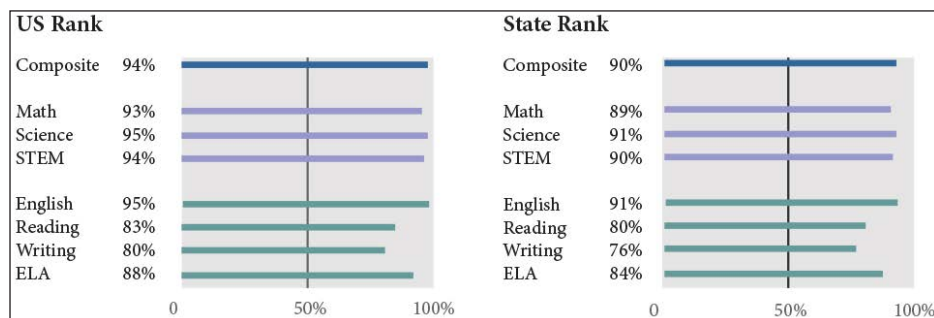 US Rank
Composite 94%
Math 93%
Science 95%
STEM 94%
English 95%
Reading 83%
Writing 80%
ELA 88%
0 50% 100%
State Rank
Composite 90%
Math 89%
Science 91%
STEM 90%
English 91%
Reading 80%
Writing 76%
ELA 84%
0 50% 100%